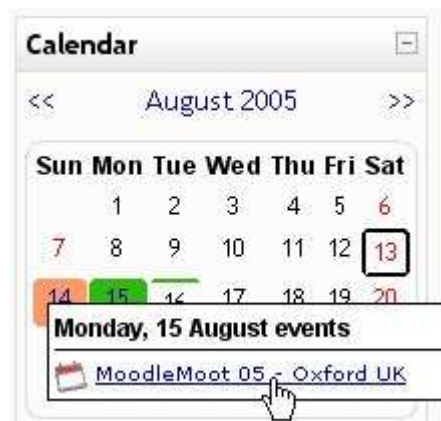 Calendar
<< August 2005 >>
Sun Mon Tue Wed Thu Fri Sat
1 2 3 4 5 6
7 8 9 10 11 12 13
14 15 16 17 18 19 20
Monday, 15 August events
MoodleMoot 05 - Oxford UK